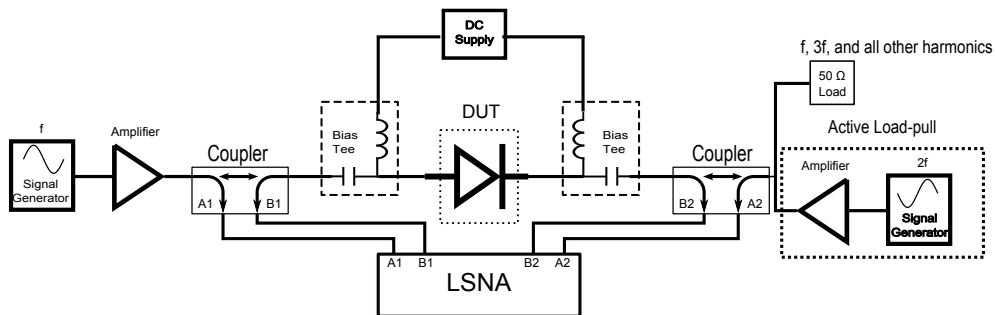 DC
Supply
f, 3f, and all other harmonics
50 Ω
Load
f
Signal
Generator
Amplifier
Coupler
A1
B1
Bias
Tee
DUT
Bias
Tee
Coupler
B2
A2
Active Load-pull
Amplifier
2f
Signal
Generator
A1
B1
B2
A2
LSNA